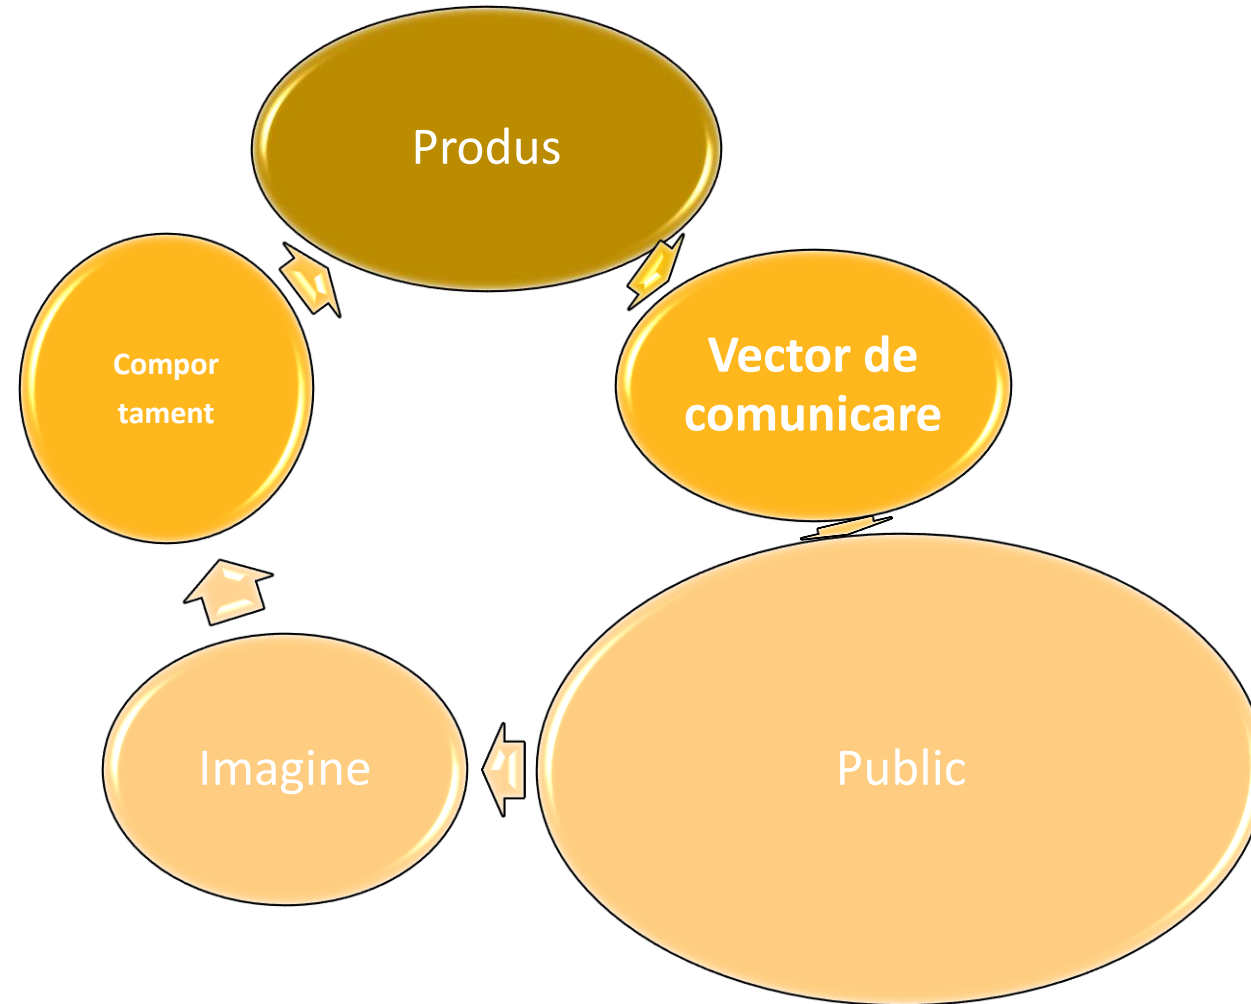 Produs
Vector de
comunicare
Compor
tament
Imagine
Public